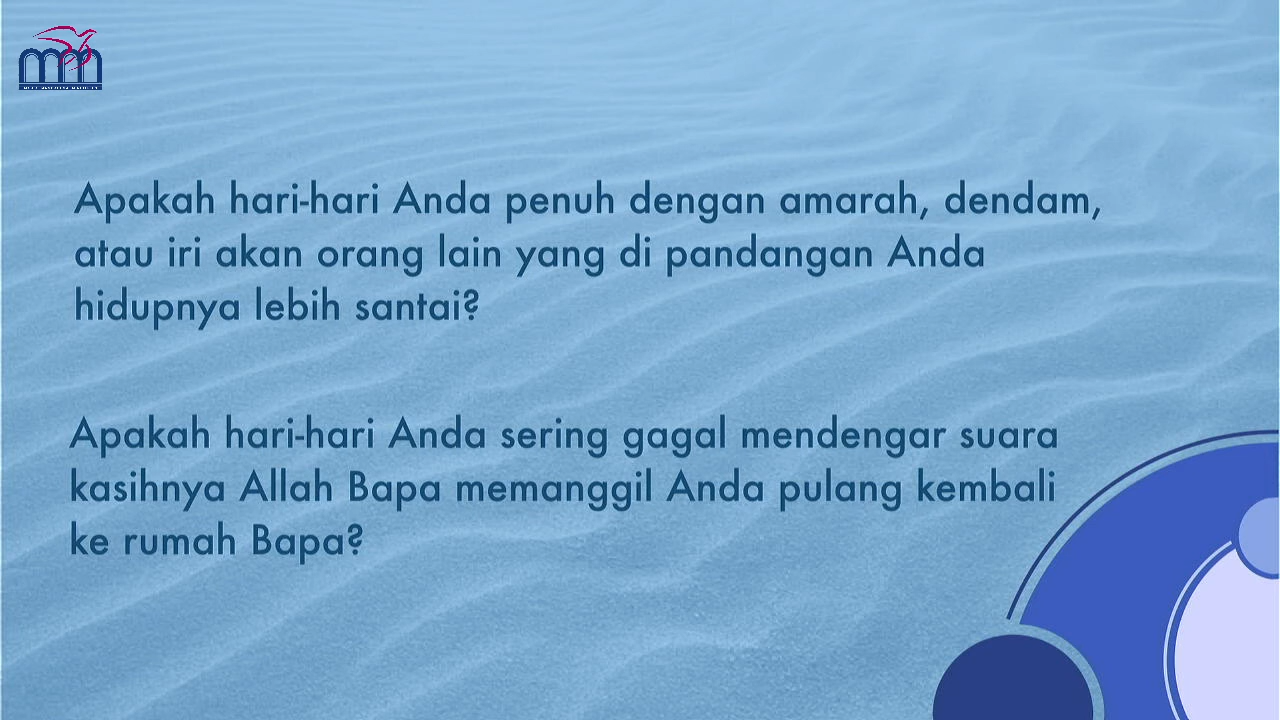 Apakah hari-hari Anda penuh dengan amarah, dendam,
atau iri akan orang lain yang di pandangan Anda
hidupnya lebih santai?
Apakah hari-hari Anda sering gagal mendengar suara
kasihnya Allah Bapa memanggil Anda pulang kembali
ke rumah Bapa?